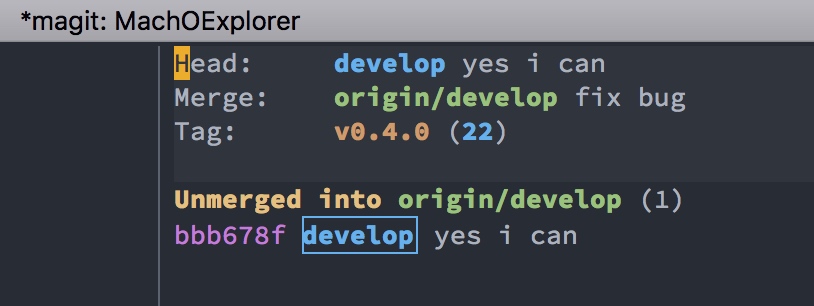 *magit: MachOExplorer
Head: develop yes i can
Merge: origin/develop fix bug
Tag: v0.4.0 (22)
Unmerged into origin/develop (1)
bbb678f develop yes i can